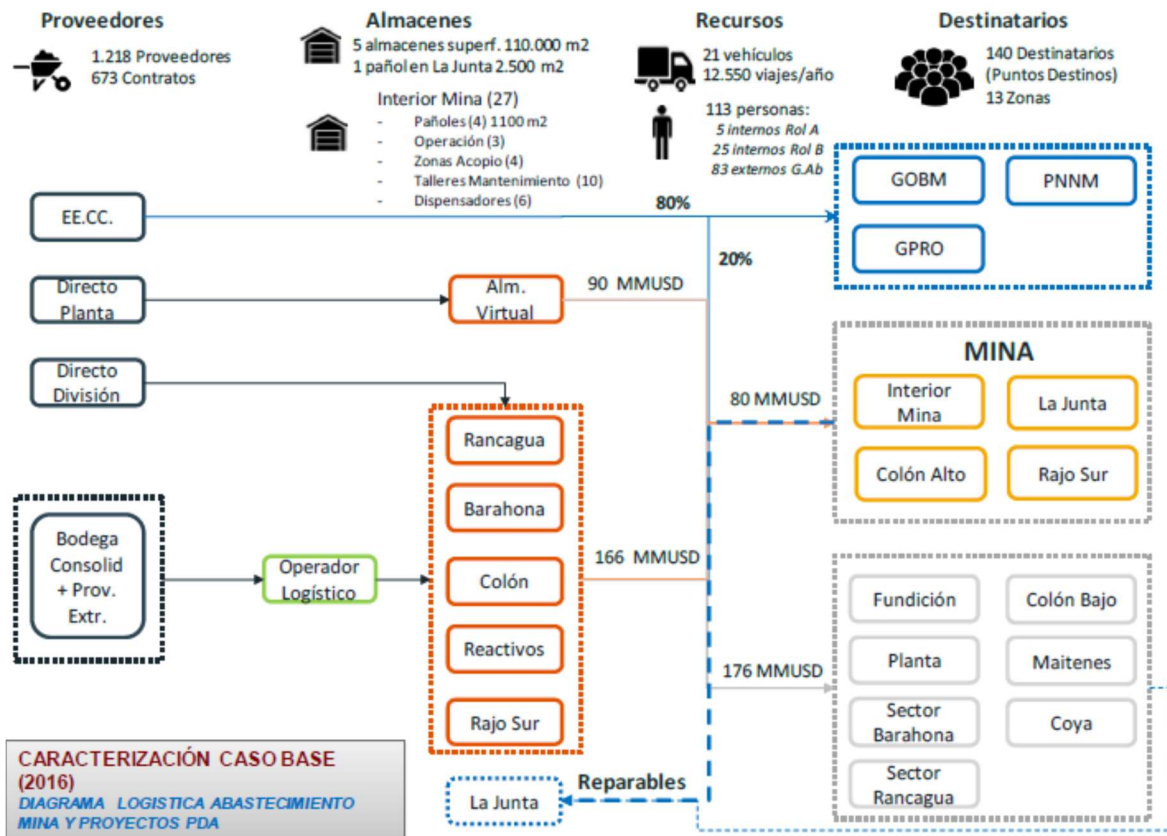 Proveedores
1.218 Proveedores
673 Contratos
Almacenes
5 almacenes superf. 110.000 m2
1 pañol en La Junta 2.500 m2
Interior Mina (27)
- Pañoles (4) 1100 m2
- Operación (3)
- Zonas Acopio (4)
- Talleres Mantenimiento (10)
- Dispensadores (6)
Recursos
21 vehículos
12.550 viajes/año
113 personas:
5 internos Rol A
25 internos Rol B
83 externos G.Ab
Destinatarios
140 Destinatarios
(Puntos Destinos)
13 Zonas
EE.CC.
80%
20%
GOBM
PNNM
GPRO
Directo
Planta
Alm.
Virtual
90 MMUSD
Directo
División
Rancagua
Barahona
Colón
Reactivos
Rajo Sur
80 MMUSD
MINA
Interior
Mina
La Junta
Colón Alto
Rajo Sur
Bodega
Consolid
+ Prov.
Extr.
Operador
Logístico
166 MMUSD
176 MMUSD
Fundición
Colón Bajo
Planta
Maitenes
Sector
Barahona
Coya
Sector
Rancagua
La Junta
Reparables
CARACTERIZACIÓN CASO BASE
(2016)
DIAGRAMA LOGISTICA ABASTECIMIENTO
MINA Y PROYECTOS PDA